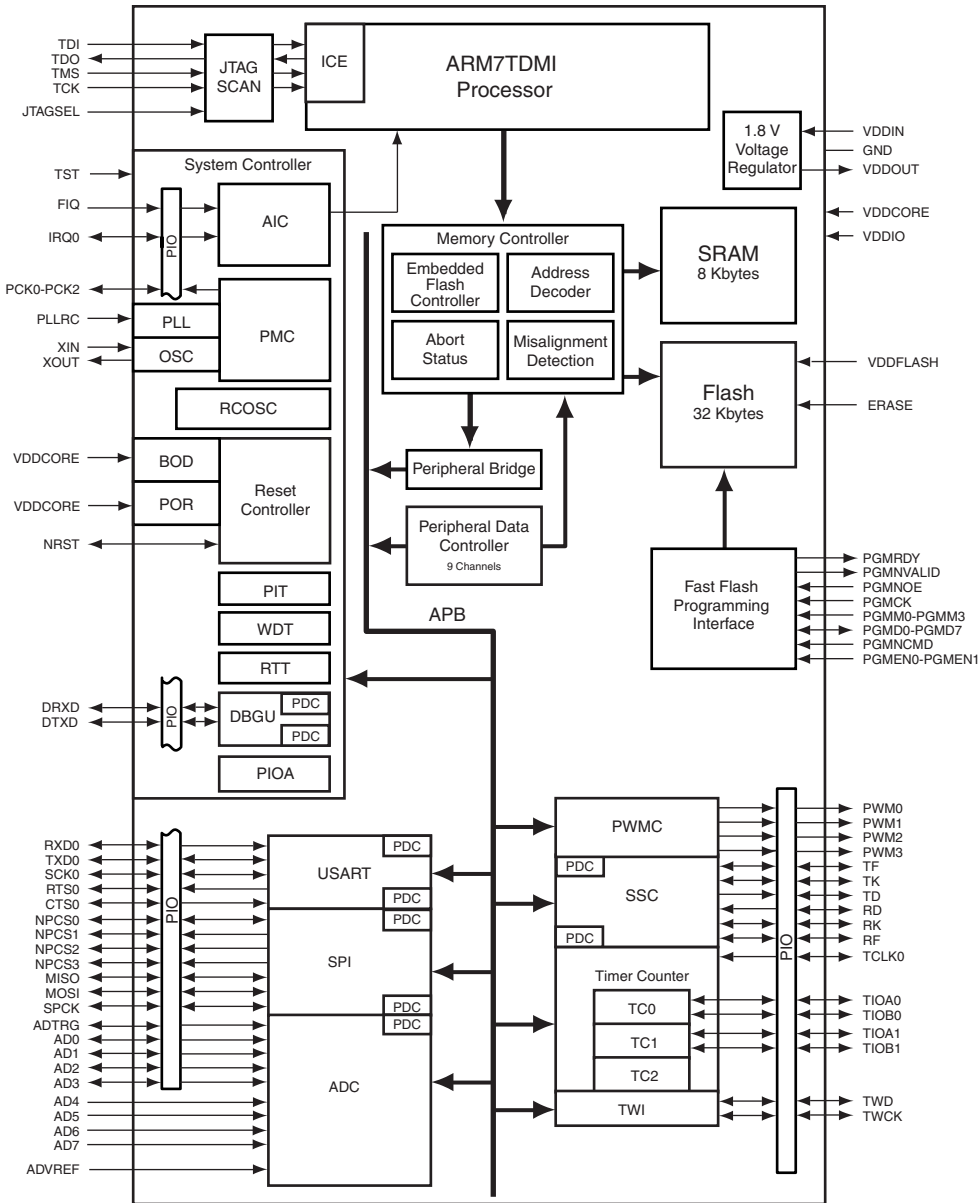 TDI
TDO
TMS
TCK
JTAGSEL
JTAG
SCAN
ICE
ARM7TDMI
Processor
1.8 V
Voltage
Regulator
VDDIN
GND
VDDOUT
VDDCORE
VDDIO
System Controller
TST
FIQ
IRQ0
PIO
AIC
PCK0-PCK2
PLLRC
PLL
XIN
XOUT
OSC
PMC
RCOSC
VDDCORE
BOD
VDDCORE
POR
NRST
Reset
Controller
PIT
WDT
RTT
DRXD
DTXD
PIO
DBGU
PDC
PDC
PIOA
Memory Controller
Embedded
Flash
Controller
Address
Decoder
Abort
Status
Misalignment
Detection
SRAM
8 Kbytes
Flash
32 Kbytes
VDDFLASH
ERASE
Peripheral Bridge
Peripheral Data
Controller
9 Channels
APB
Fast Flash
Programming
Interface
PGMRDY
PGMNVALID
PGMNOE
PGMCK
PGMM0-PGMM3
PGMD0-PGMD7
PGMNCMD
PGMEN0-PGMEN1
RXD0
TXD0
SCK0
RTS0
CTS0
NPCS0
NPCS1
NPCS2
NPCS3
MISO
MOSI
SPCK
ADTRG
AD0
AD1
AD2
AD3
AD4
AD5
AD6
AD7
ADVREF
PIO
PDC
USART
PDC
PDC
SPI
PDC
PDC
ADC
PWMC
PDC
SSC
PDC
Timer Counter
TC0
TC1
TC2
TWI
PIO
PWM0
PWM1
PWM2
PWM3
TF
TK
TD
RD
RK
RF
TCLK0
TIOA0
TIOB0
TIOA1
TIOB1
TWD
TWCK